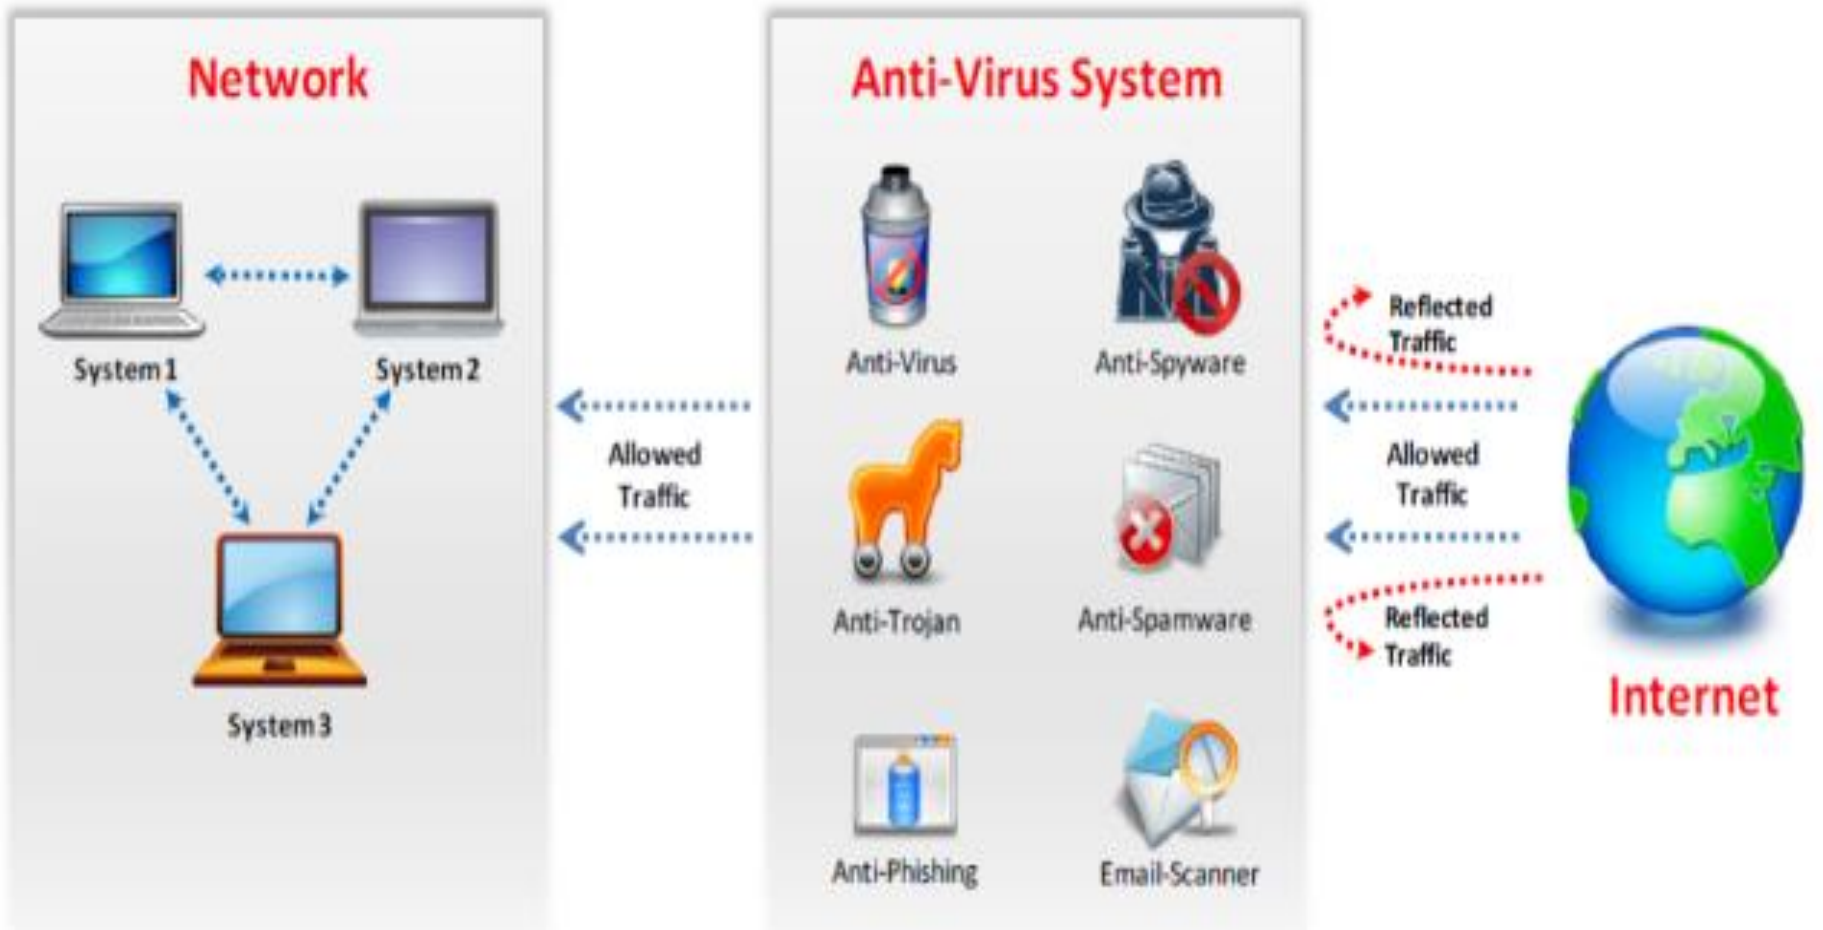 Network
System 1
System 2
System 3
Allowed
Traffic
Anti-Virus System
Anti-Virus
Anti-Spyware
Anti-Trojan
Anti-Spamware
Anti-Phishing
Email-Scanner
Reflected
Traffic
Allowed
Traffic
Reflected
Traffic
Internet